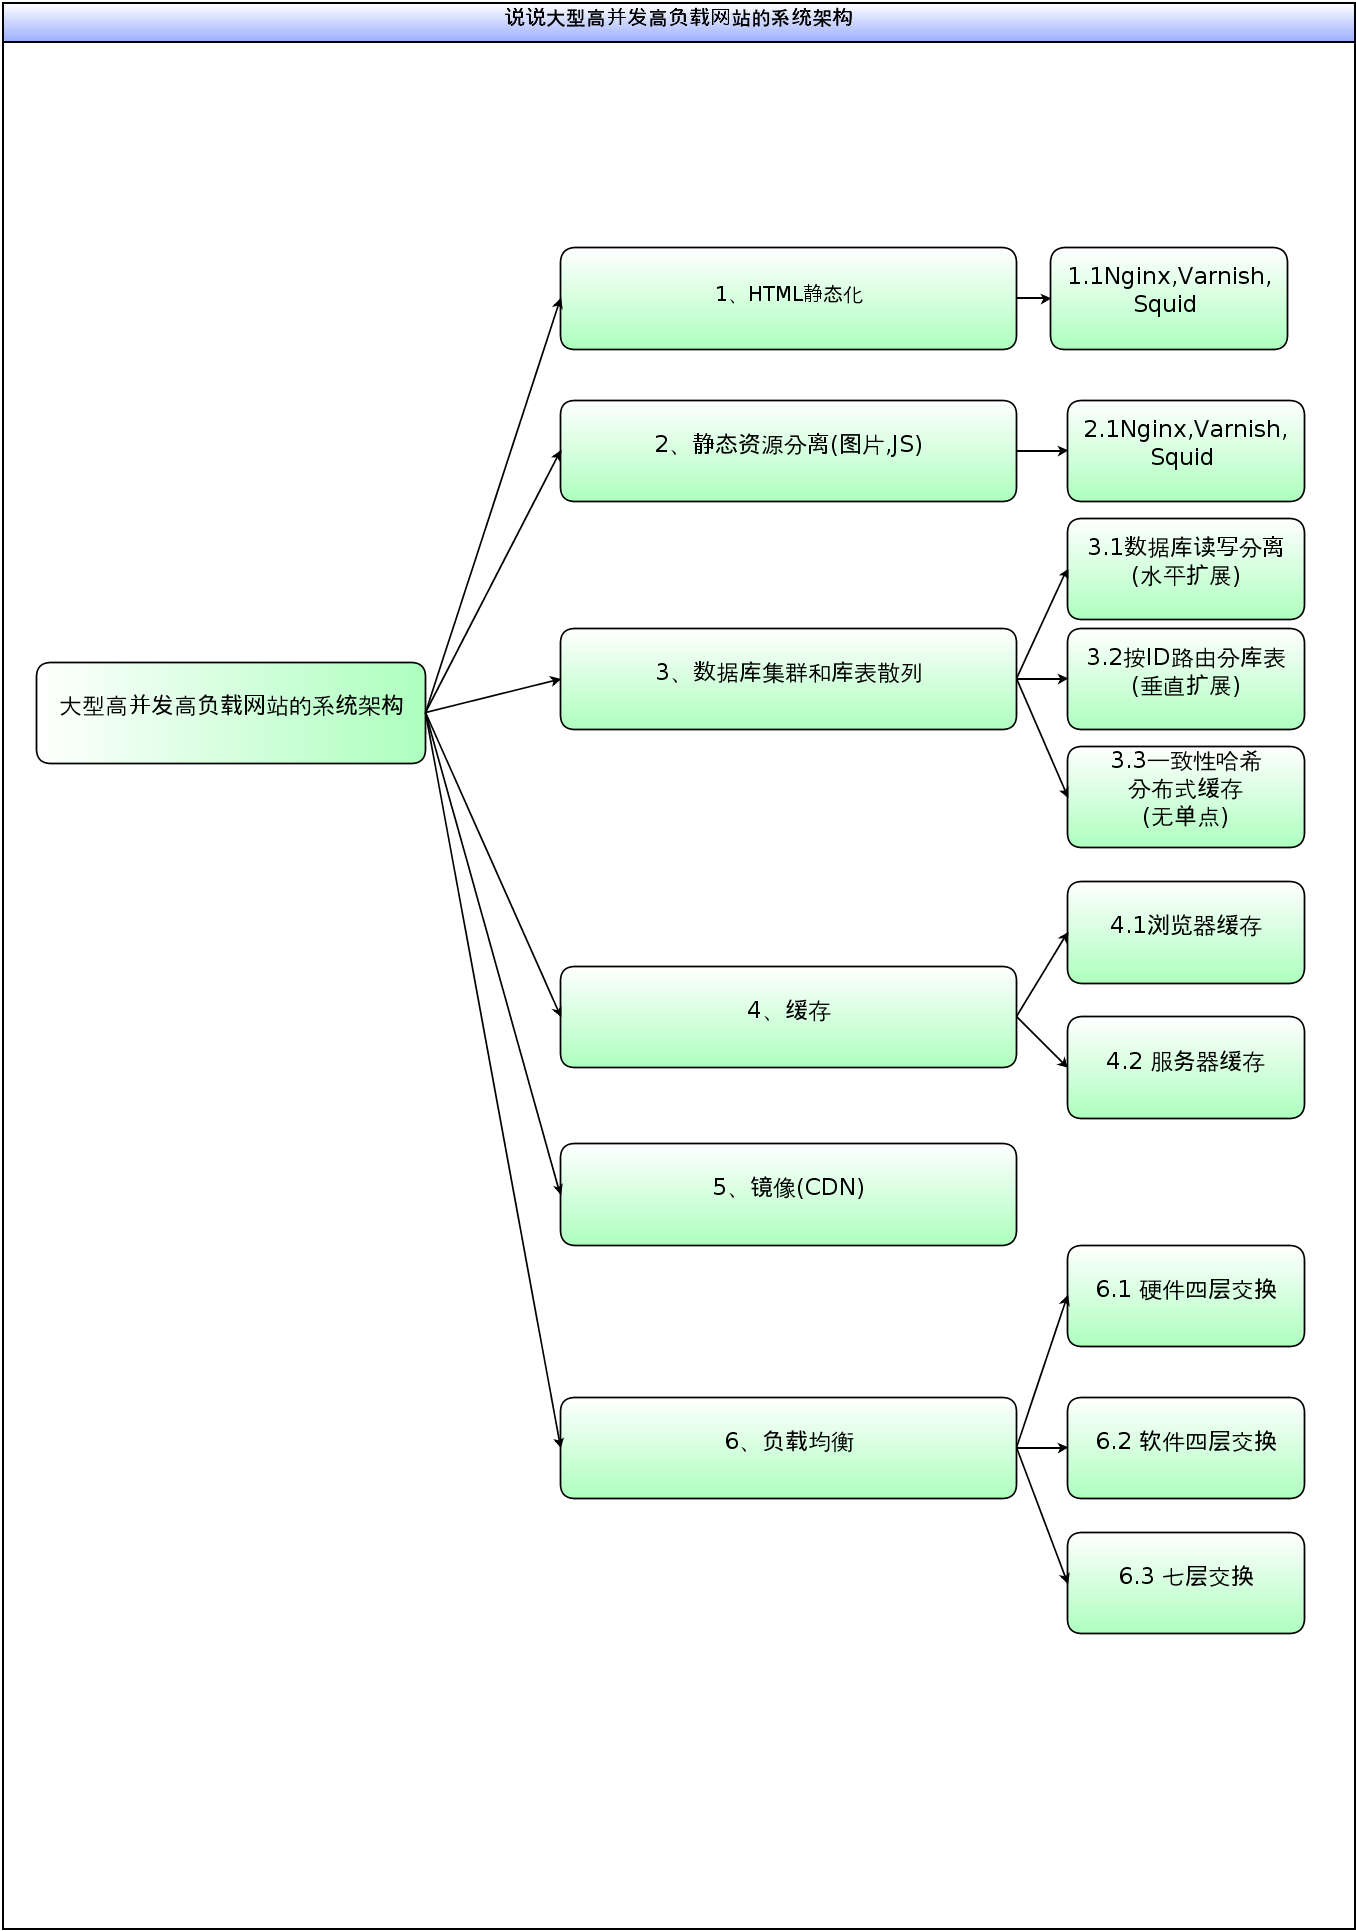 说说大型高并发高负载网站的系统架构
大型高并发高负载网站的系统架构
1、HTML静态化
1.1Nginx,Varnish,
Squid
2、静态资源分离(图片,JS)
2.1Nginx,Varnish,
Squid
3、数据库集群和库表散列
3.1数据库读写分离
(水平扩展)
3.2按ID路由分库表
(垂直扩展)
3.3一致性哈希
分布式缓存
(无单点)
4、缓存
4.1浏览器缓存
4.2 服务器缓存
5、镜像(CDN)
6、负载均衡
6.1 硬件四层交换
6.2 软件四层交换
6.3 七层交换